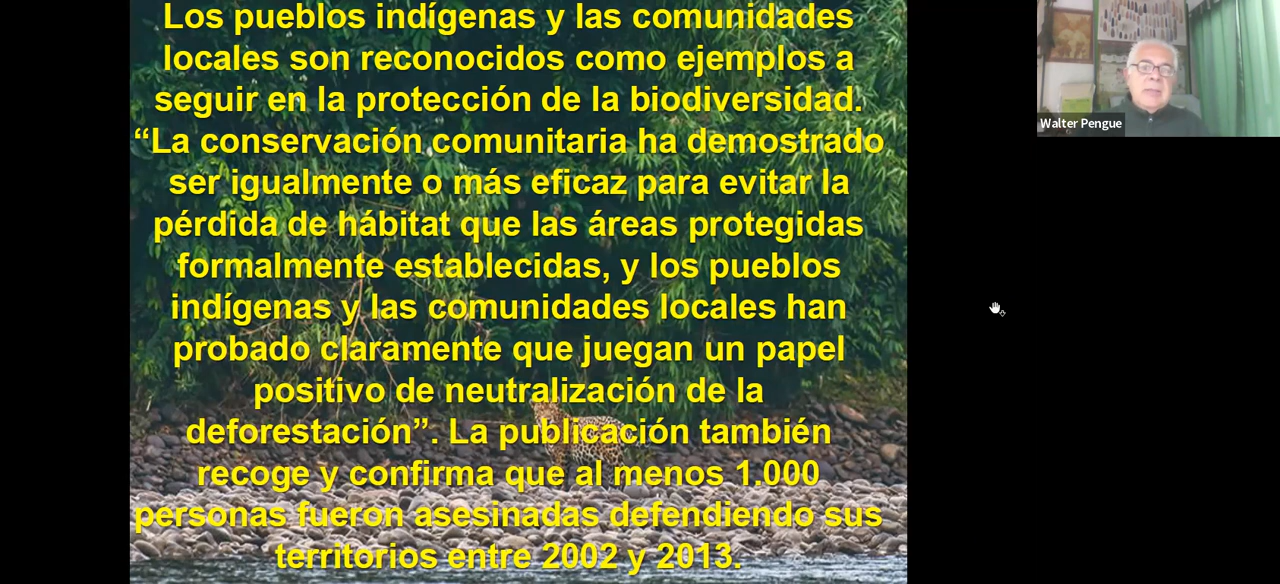 Los pueblos indígenas y las comunidades
locales son reconocidos como ejemplos a
seguir en la protección de la biodiversidad.
“La conservación comunitaria ha demostrado
ser igualmente o más eficaz para evitar la
pérdida de hábitat que las áreas protegidas
formalmente establecidas, y los pueblos
indígenas y las comunidades locales han
probado claramente que juegan un papel
positivo de neutralización de la
deforestación”. La publicación también
recoge y confirma que al menos 1.000
personas fueron asesinadas defendiendo sus
territorios entre 2002 y 2013.
Walter Pengue